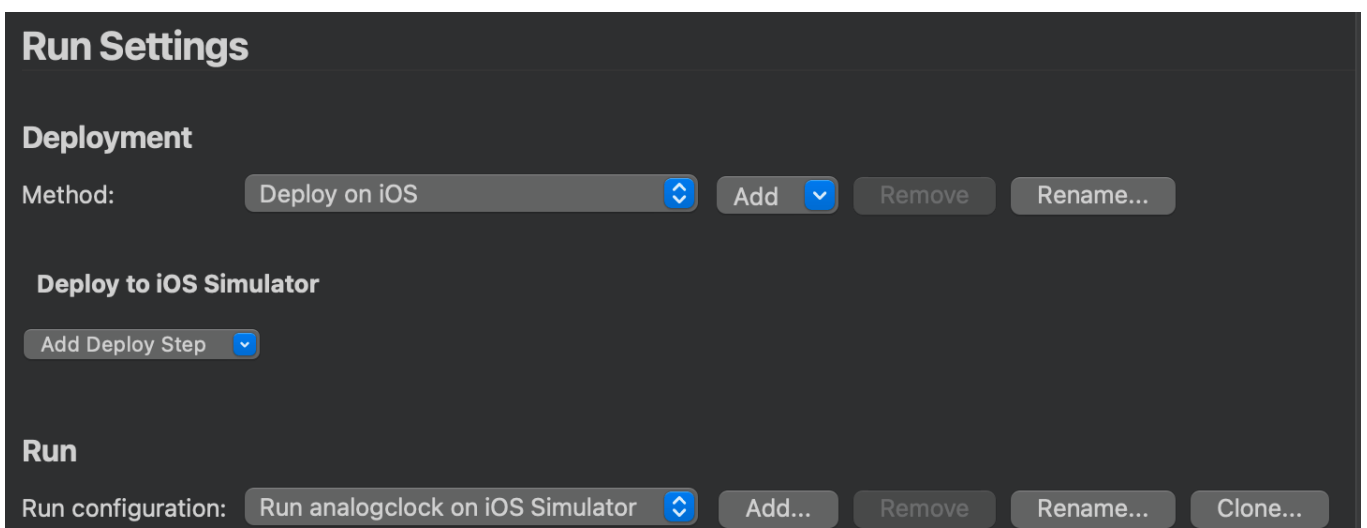 Run Settings
Deployment
Method: Deploy on iOS Add Remove Rename...
Deploy to iOS Simulator
Add Deploy Step
Run
Run configuration: Run analogclock on iOS Simulator Add... Remove Rename... Clone...